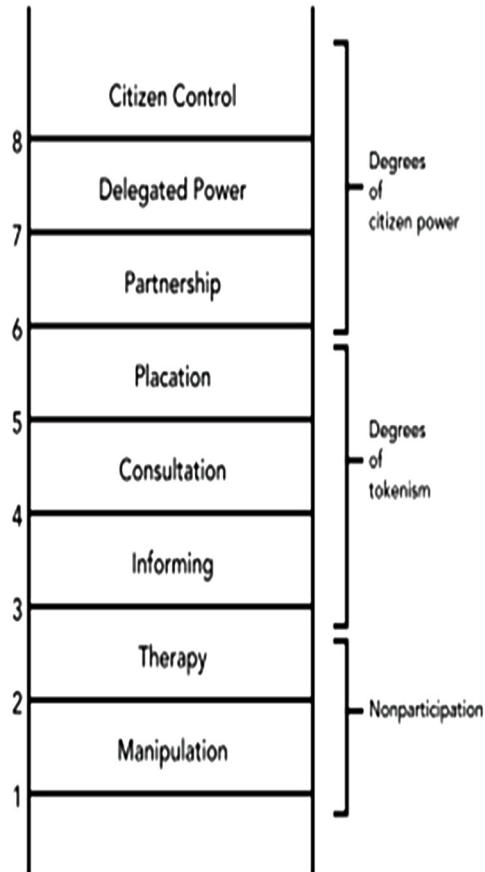 Citizen Control
8
Delegated Power
7
Partnership
6
Placation
5
Consultation
4
Informing
3
Therapy
2
Manipulation
1
Degrees
of
citizen power
Degrees
of
tokenism
Nonparticipation